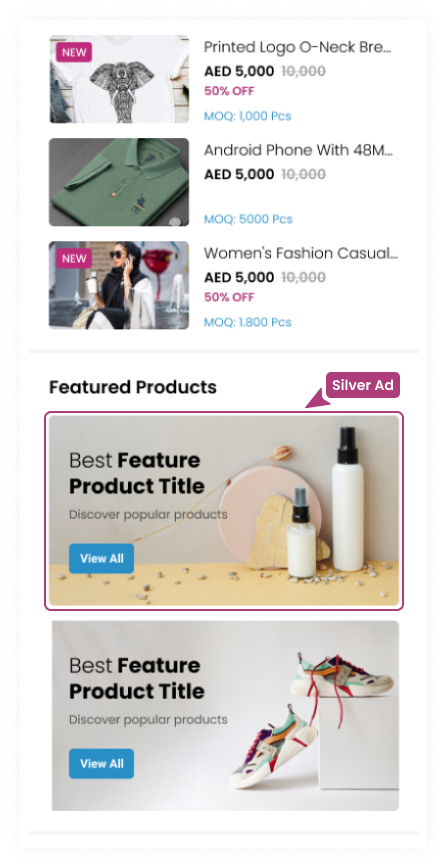 NEW
Printed Logo O-Neck Bre...
AED 5,000 10,000
50% OFF
MOQ: 1,000 Pcs
Android Phone With 48M...
AED 5,000 10,000
MOQ: 5000 Pcs
NEW
Women's Fashion Casual...
AED 5,000 10,000
50% OFF
MOQ: 1.800 Pcs
Featured Products
Silver Ad
Best Feature
Product Title
Discover popular products
View All
Best Feature
Product Title
Discover popular products
View All